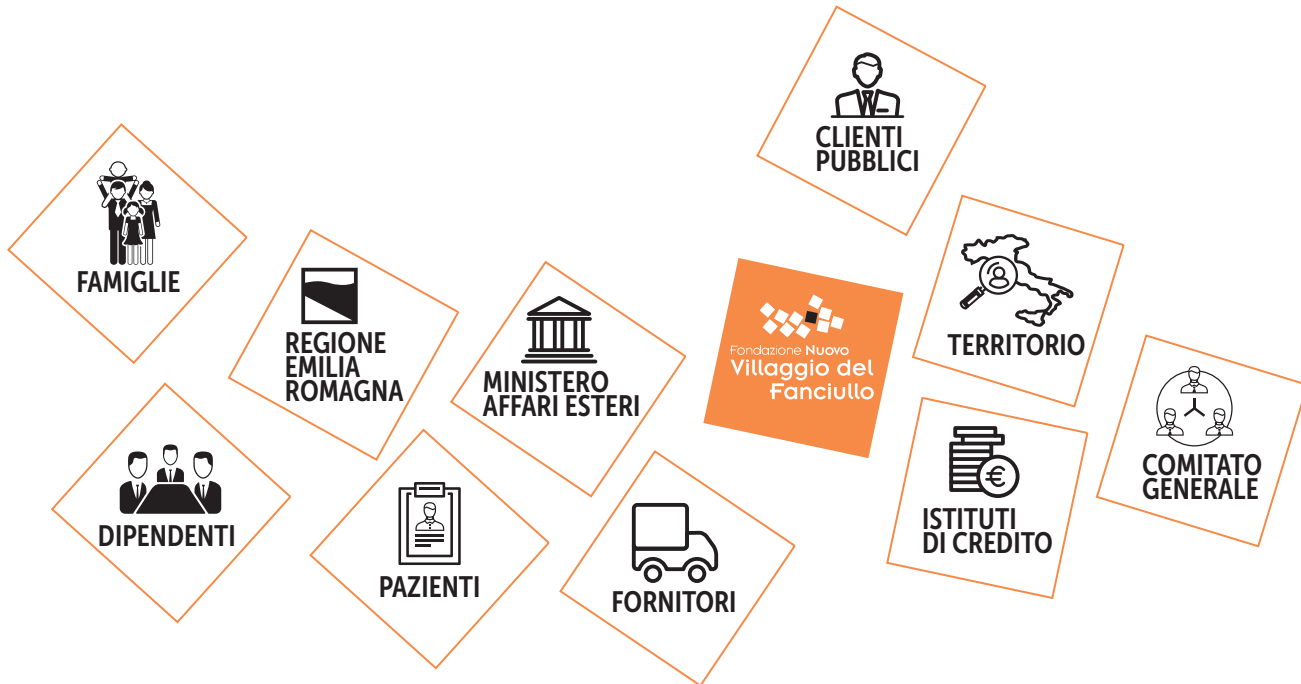 CLIENTI
PUBBLICI
FAMIGLIE
REGIONE
EMILIA
ROMAGNA
MINISTERO
AFFARI ESTERI
Fondazione Nuovo
Villaggio del
Fanciullo
TERRITORIO
COMITATO
GENERALE
DIPENDENTI
PAZIENTI
FORNITORI
ISTITUTI
DI CREDITO
€